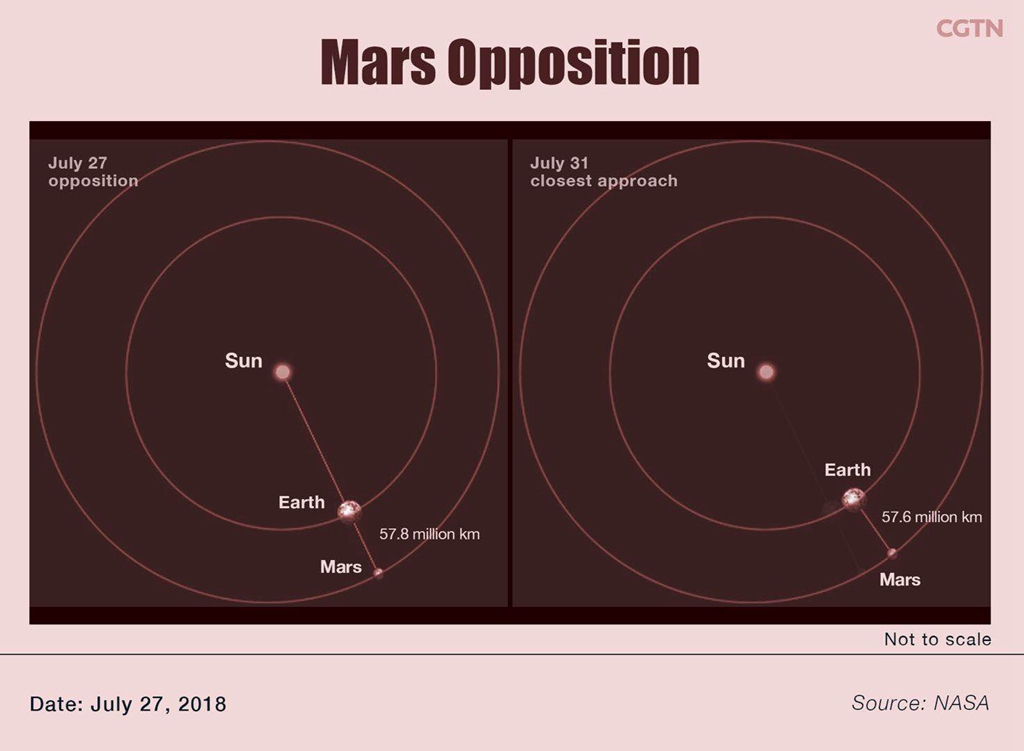 CGTN
Mars Opposition
July 27
opposition
Sun
Earth
57.8 million km
Mars
July 31
closest approach
Sun
Earth
57.6 million km
Mars
Not to scale
Date: July 27, 2018
Source: NASA